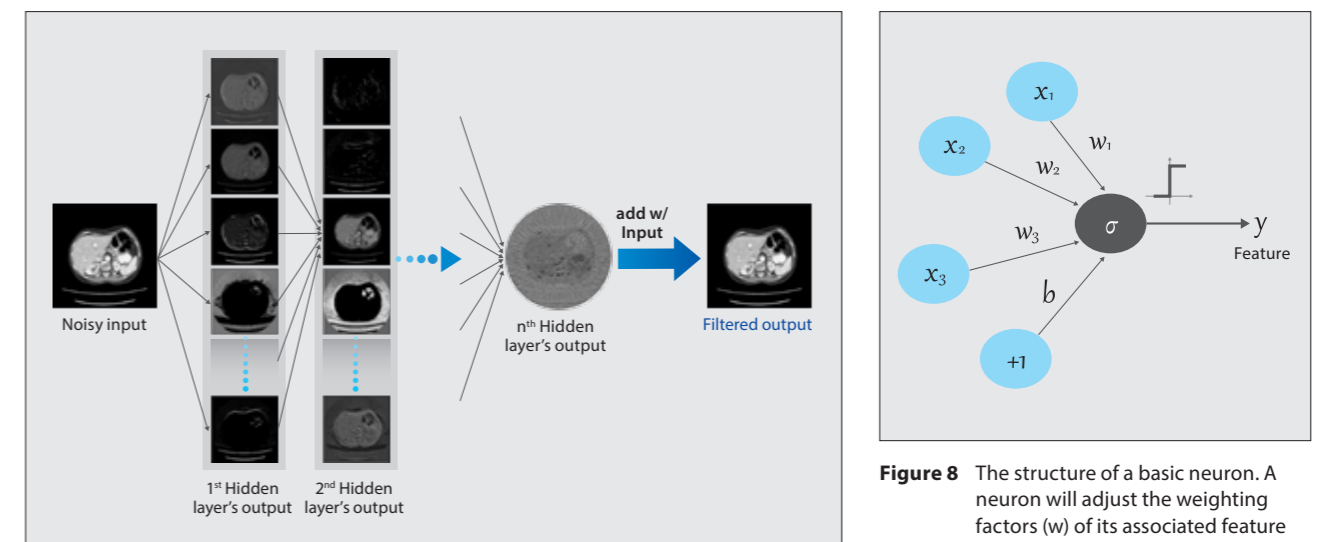 Noisy input
1st Hidden
layer's output
2nd Hidden
layer's output
nth Hidden
layer's output
add w/
Input
Filtered output
x1
x2
x3
+1
w1
w2
w3
b
σ
y
Feature
Figure 8 The structure of a basic neuron. A
neuron will adjust the weighting
factors (w) of its associated feature